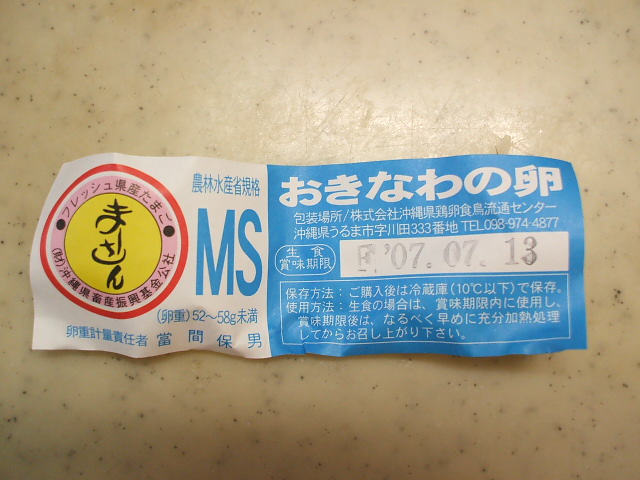 フレッシュ県産たまご
まーさん
(財)沖縄県畜産振興基金公社
農林水産省規格
MS
(卵重)52～58g未満
卵重計量責任者 當間保男
おきなわの卵
包装場所/株式会社沖縄県鶏卵食鳥流通センター
沖縄県うるま市字川田333番地 TEL098-974-4877
生食
賞味期限
'07.07.13
保存方法：ご購入後は冷蔵庫(10℃以下)で保存。
使用方法：生食の場合は、賞味期限内に使用し、
賞味期限後は、なるべく早めに充分加熱処理
してからお召し上がり下さい。